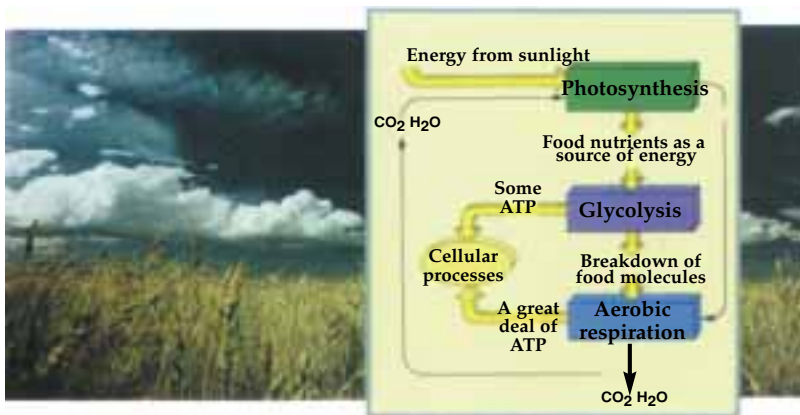 Energy from sunlight
Photosynthesis
CO2 H2O
Food nutrients as a
source of energy
Some
ATP
Glycolysis
Cellular
processes
Breakdown of
food molecules
A great
deal of
ATP
Aerobic
respiration
CO2 H2O